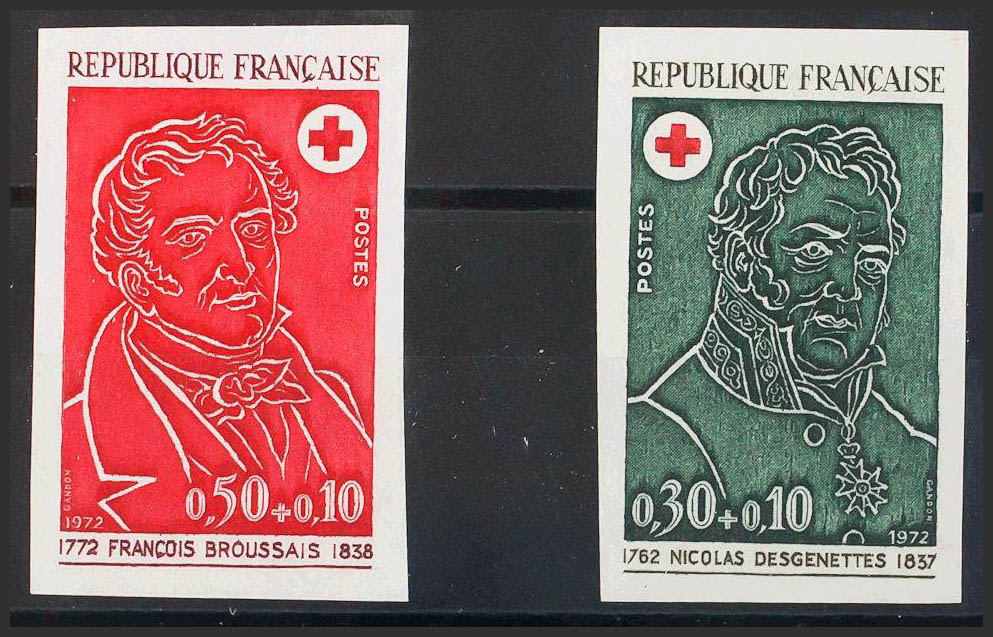 REPUBLIQUE FRANÇAISE
POSTES
GANDON
1972
0,50+0,10
1772 FRANÇOIS BROUSSAIS 1838
REPUBLIQUE FRANÇAISE
POSTES
0,30+0,10
GANDON
1972
1762 NICOLAS DESGENETTES 1837